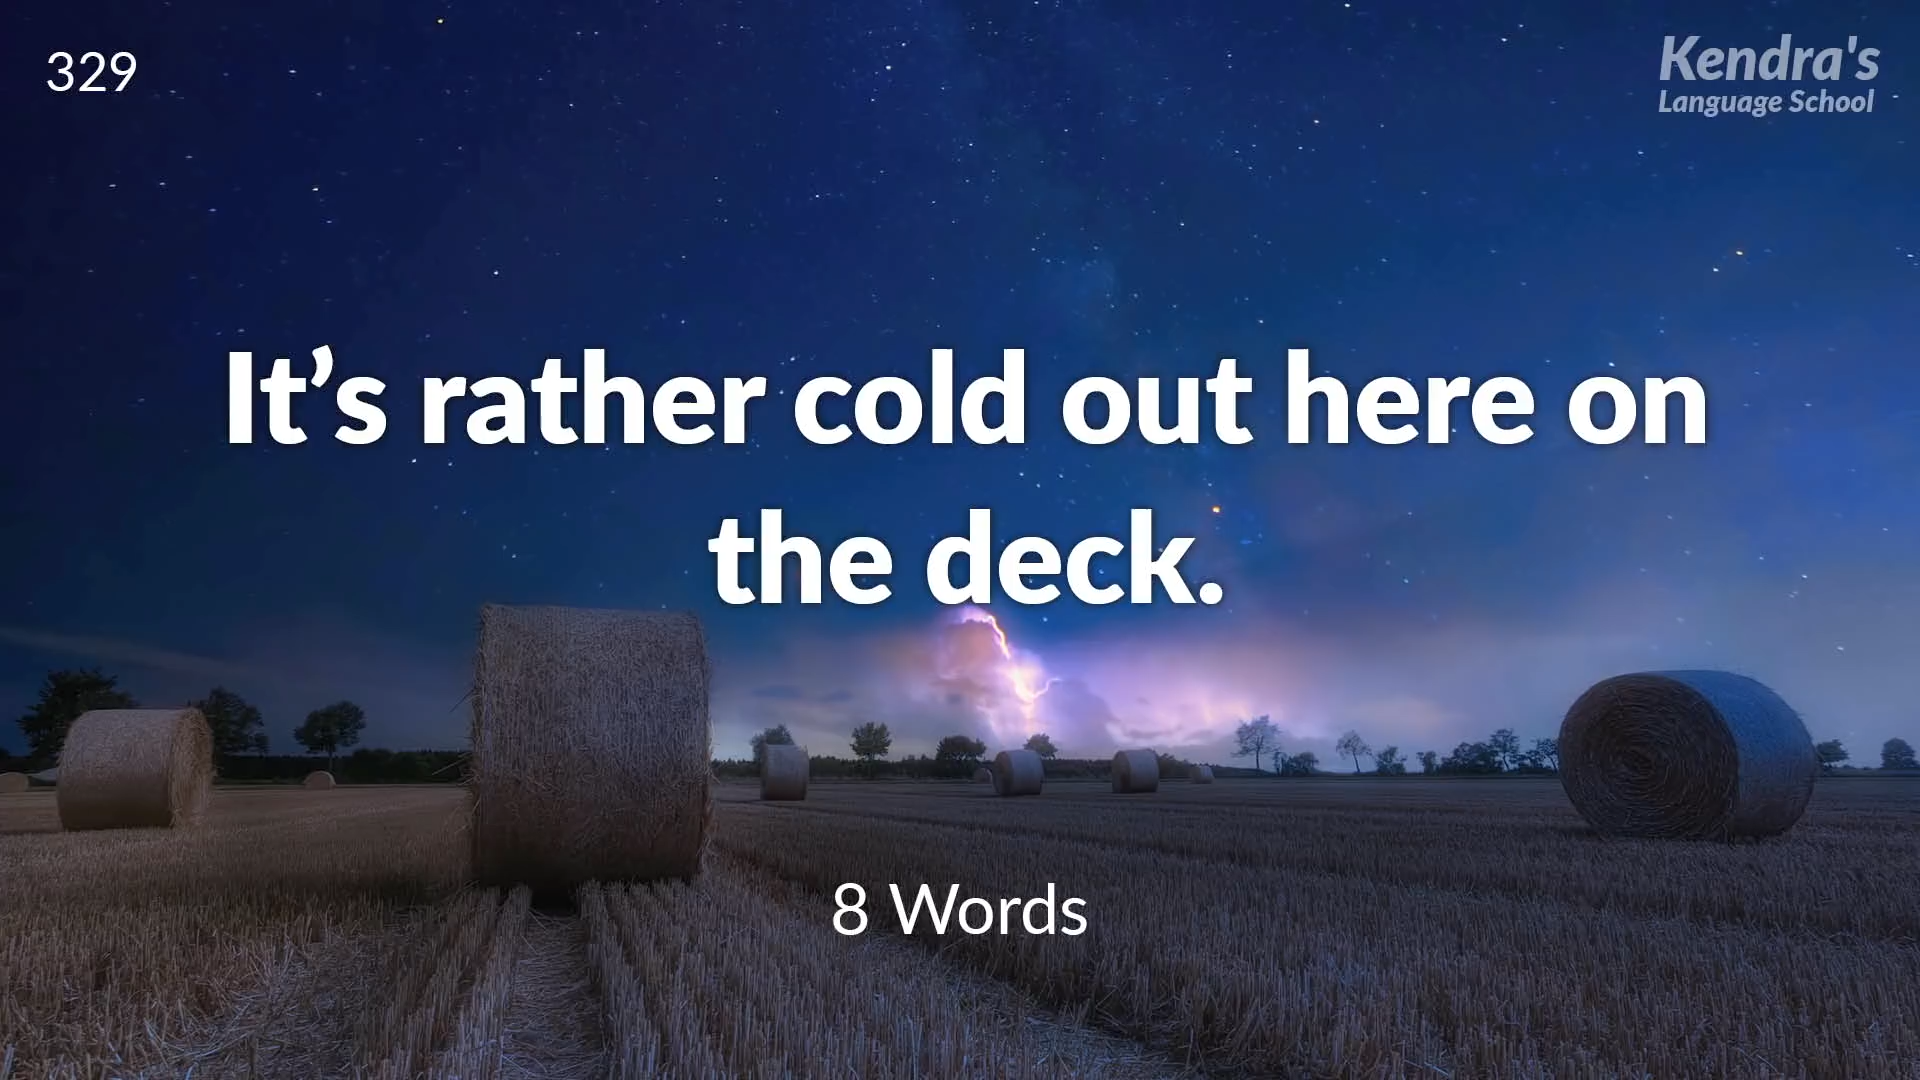 329
Kendra's
Language School
It’s rather cold out here on
the deck.
8 Words